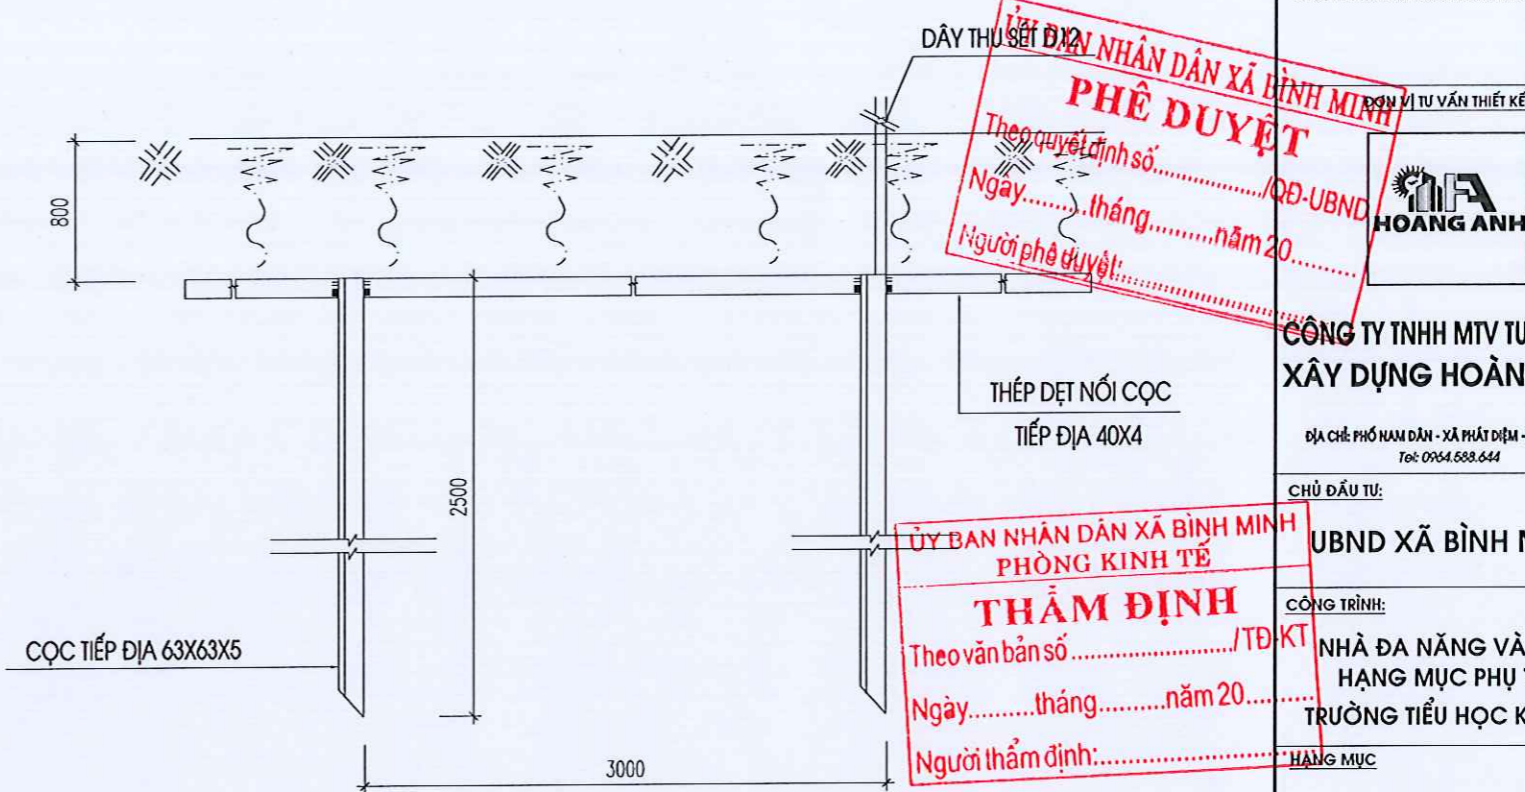 DÂY THU SÉT D12
800
2500
3000
THÉP DẸT NỐI CỌC
TIẾP ĐỊA 40X4
CỌC TIẾP ĐỊA 63X63X5
ỦY BAN NHÂN DÂN XÃ BÌNH MINH
PHÊ DUYỆT
Theo quyết định số............../QĐ-UBND
Ngày.........tháng.........năm 20.........
Người phê duyệt:..............................
ỦY BAN NHÂN DÂN XÃ BÌNH MINH
PHÒNG KINH TẾ
THẨM ĐỊNH
Theo văn bản số ......................../TĐ-KT
Ngày.........tháng.........năm 20..........
Người thẩm định:..............................
ĐƠN VỊ TƯ VẤN THIẾT KẾ
HOANG ANH
CÔNG TY TNHH MTV
XÂY DỰNG
ĐỊA CHỈ: PHỐ NAM DÂN - XÃ PHÁT DIỆM -
Tel: 0964.588.644
CHỦ ĐẦU TƯ:
UBND XÃ BÌNH
CÔNG TRÌNH:
NHÀ ĐA NĂNG VÀ
HẠNG MỤC PHỤ
TRƯỜNG TIỂU HỌC K
HẠNG MỤC